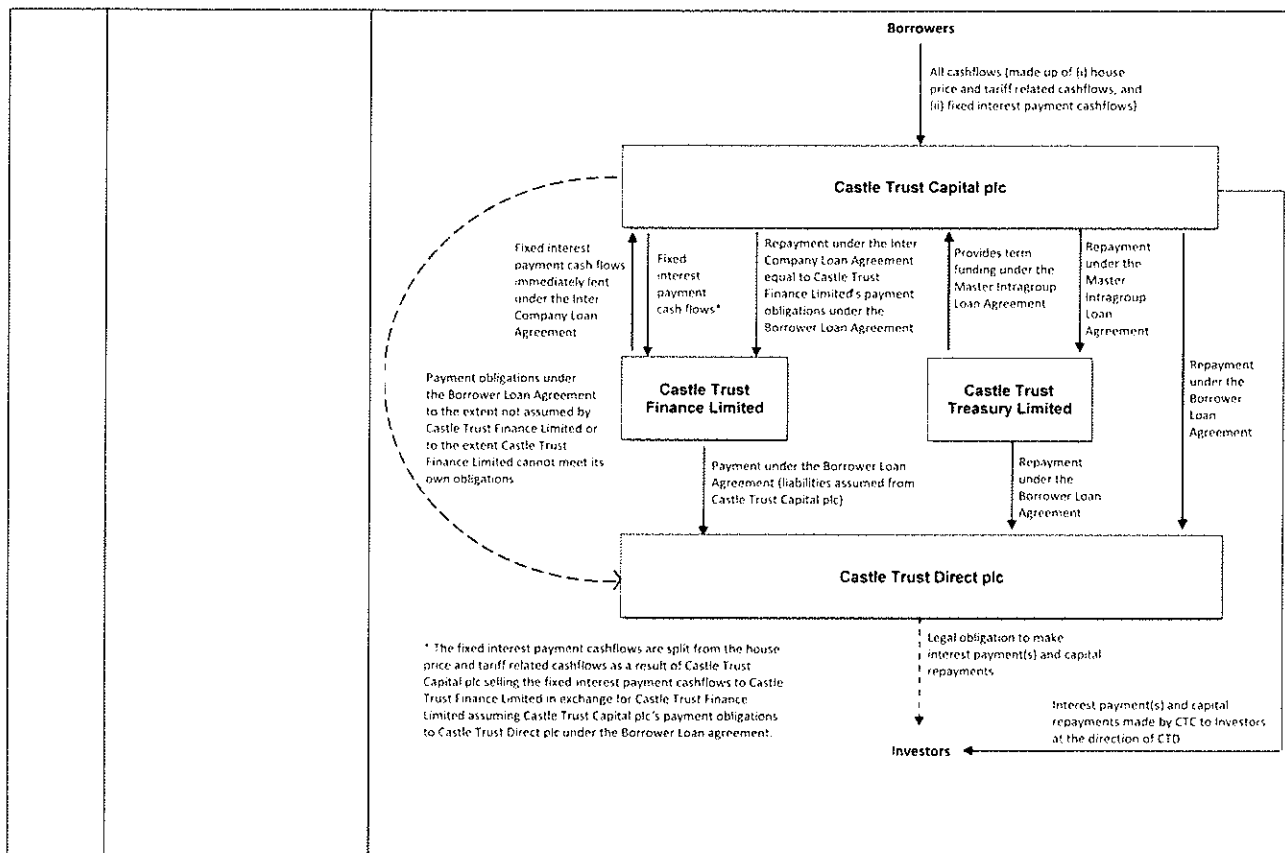 Borrowers
All cashflows (made up of (i) house
price and tariff related cashflows, and
(ii) fixed interest payment cashflows)
Castle Trust Capital plc
Fixed interest
payment cash flows
immediately lent
under the Inter
Company Loan
Agreement
Fixed
interest
payment
cash flows*
Repayment under the Inter
Company Loan Agreement
equal to Castle Trust
Finance Limited's payment
obligations under the
Borrower Loan Agreement
Provides term
funding under the
Master Intragroup
Loan Agreement
Repayment
under the
Master
Intragroup
Loan
Agreement
Repayment
under the
Borrower
Loan
Agreement
Castle Trust
Finance Limited
Castle Trust
Treasury Limited
Payment obligations under
the Borrower Loan Agreement
to the extent not assumed by
Castle Trust Finance Limited or
to the extent Castle Trust
Finance Limited cannot meet its
own obligations
Payment under the Borrower Loan
Agreement (liabilities assumed from
Castle Trust Capital plc)
Repayment
under the
Borrower Loan
Agreement
Castle Trust Direct plc
* The fixed interest payment cashflows are split from the house
price and tariff related cashflows as a result of Castle Trust
Capital plc selling the fixed interest payment cashflows to Castle
Trust Finance Limited in exchange for Castle Trust Finance
Limited assuming Castle Trust Capital plc's payment obligations
to Castle Trust Direct plc under the Borrower Loan agreement.
Legal obligation to make
interest payment(s) and capital
repayments
Interest payment(s) and capital
repayments made by CTC to Investors
at the direction of CTD
Investors